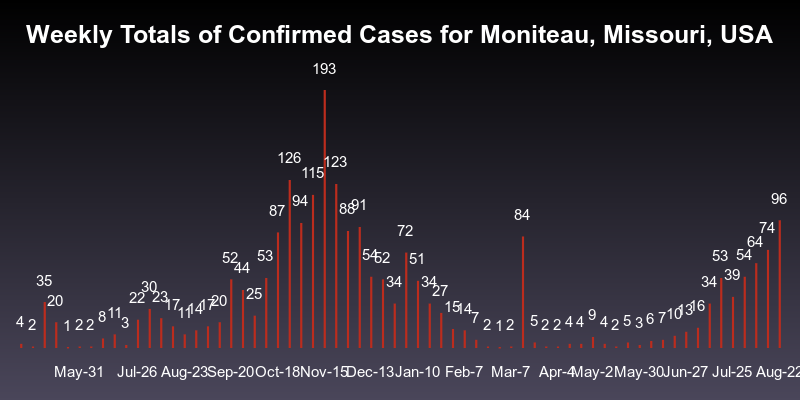 Weekly Totals of Confirmed Cases for Moniteau, Missouri, USA
4 2 35 20 1 2 2 8 11 3 22 30 23 17 11 14 17 20 52 44 25 53 87 126 94 115 193 123 88 91 54 52 34 72 51 34 27 15 14 7 2 1 2 84 5 2 2 4 4 9 4 2 5 3 6 7 10 13 16 34 53 39 54 64 74 96
May-31 Jul-26 Aug-23 Sep-20 Oct-18 Nov-15 Dec-13 Jan-10 Feb-7 Mar-7 Apr-4 May-2 May-30 Jun-27 Jul-25 Aug-22